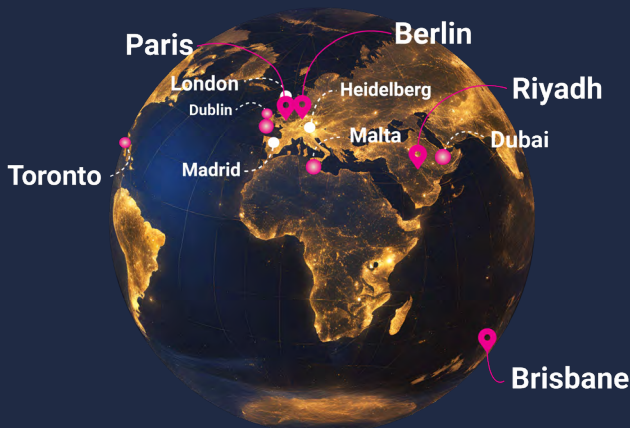 Paris
Berlin
London
Heidelberg
Riyadh
Dublin
Malta
Dubai
Madrid
Toronto
Brisbane